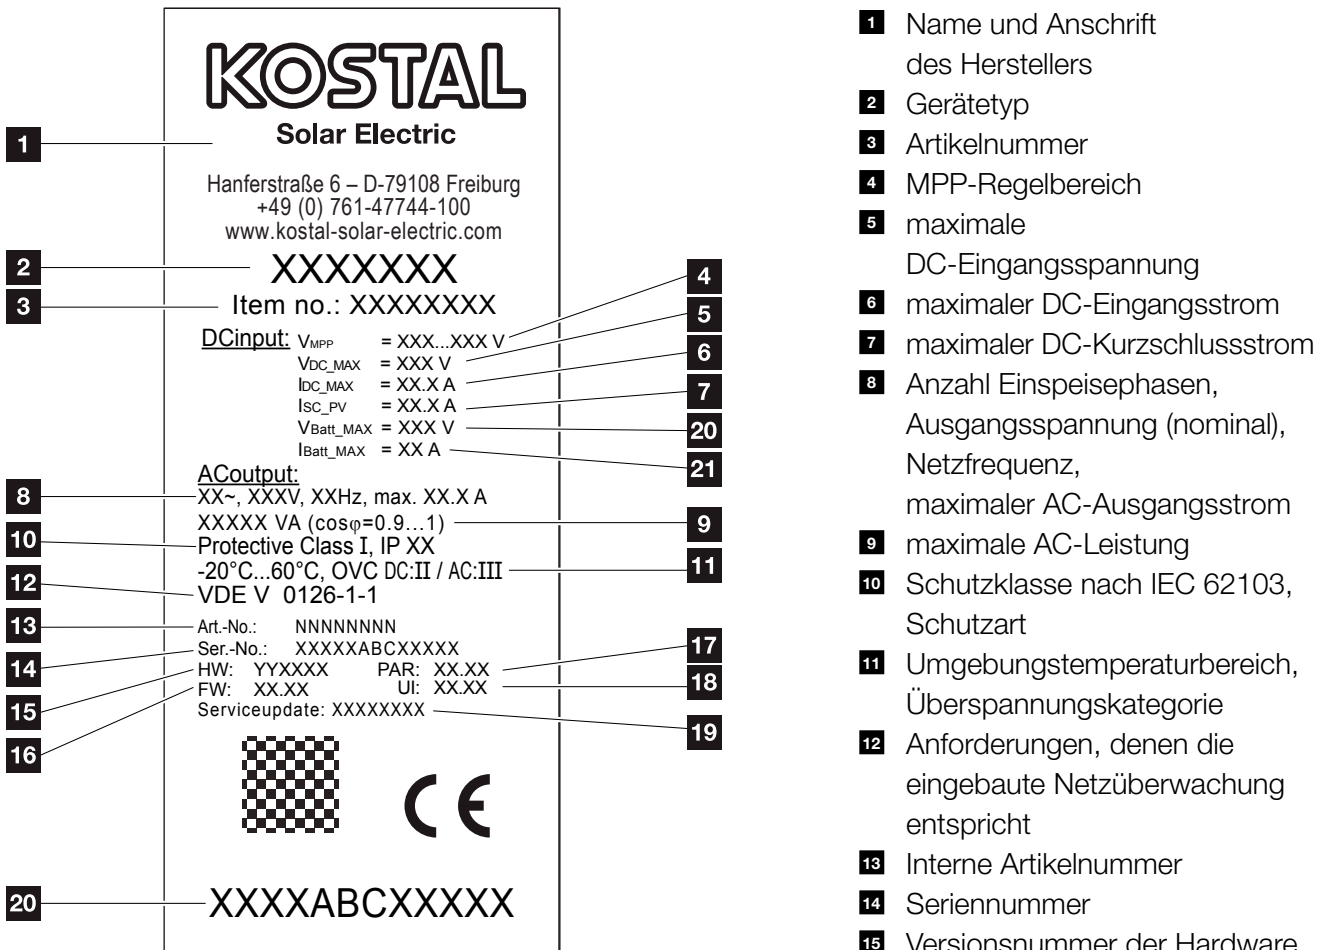 KOSTAL
Solar Electric
1
Hanferstraße 6 – D-79108 Freiburg
+49 (0) 761-47744-100
www.kostal-solar-electric.com
2
XXXXXXX
3
Item no.: XXXXXXXX
DCinput: VMPP = XXX...XXX V
4
VDC_MAX = XXX V
5
IDC_MAX = XX.X A
6
ISC_PV = XX.X A
7
VBatt_MAX = XXX V
20
IBatt_MAX = XX A
21
ACoutput:
8
XX~, XXXV, XXHz, max. XX.X A
XXXXX VA (cosφ=0.9...1)
9
10
Protective Class I, IP XX
-20°C...60°C, OVC DC:II / AC:III
11
12
VDE V 0126-1-1
13
Art.-No.: NNNNNNNN
14
Ser.-No.: XXXXXABCXXXXX
15
HW: YYXXXX PAR: XX.XX
17
16
FW: XX.XX UI: XX.XX
18
Serviceupdate: XXXXXXXX
19
CE
20
XXXXABCXXXXX
1 Name und Anschrift
des Herstellers
2 Gerätetyp
3 Artikelnummer
4 MPP-Regelbereich
5 maximale
DC-Eingangsspannung
6 maximaler DC-Eingangsstrom
7 maximaler DC-Kurzschlussstrom
8 Anzahl Einspeisephasen,
Ausgangsspannung (nominal),
Netzfrequenz,
maximaler AC-Ausgangsstrom
9 maximale AC-Leistung
10 Schutzklasse nach IEC 62103,
Schutzart
11 Umgebungstemperaturbereich,
Überspannungskategorie
12 Anforderungen, denen die
eingebaute Netzüberwachung
entspricht
13 Interne Artikelnummer
14 Seriennummer
15 Versionsnummer der Hardware